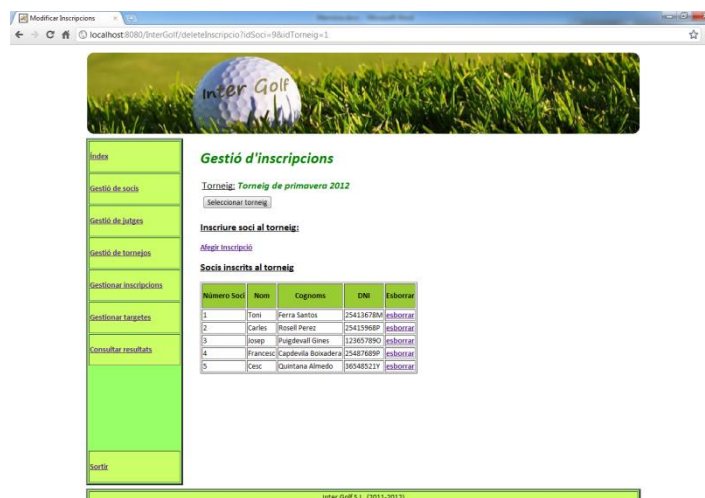 Modificar Inscripcions
localhost:8080/InterGolf/deleteInscripcio?idSoci=9&idTorneig=1
Inter Golf
Índex
Gestió de socis
Gestió de jutges
Gestió de tornejos
Gestionar inscripcions
Gestionar targetes
Consultar resultats
Sortir
Gestió d'inscripcions
Torneig: Torneig de primavera 2012
Seleccionar torneig
Inscriure soci al torneig:
Afegir Inscripció
Socis inscrits al torneig
Número Soci Nom Cognoms DNI Esborrar
1 Toni Ferra Santos 25413678M esborrar
2 Carles Rosell Perez 25415968P esborrar
3 Josep Puigdevall Gines 12365789O esborrar
4 Francesc Capdevila Boixadera 25487689P esborrar
5 Cesc Quintana Almedo 36548521Y esborrar
Inter Golf S.L. (2011-2012)